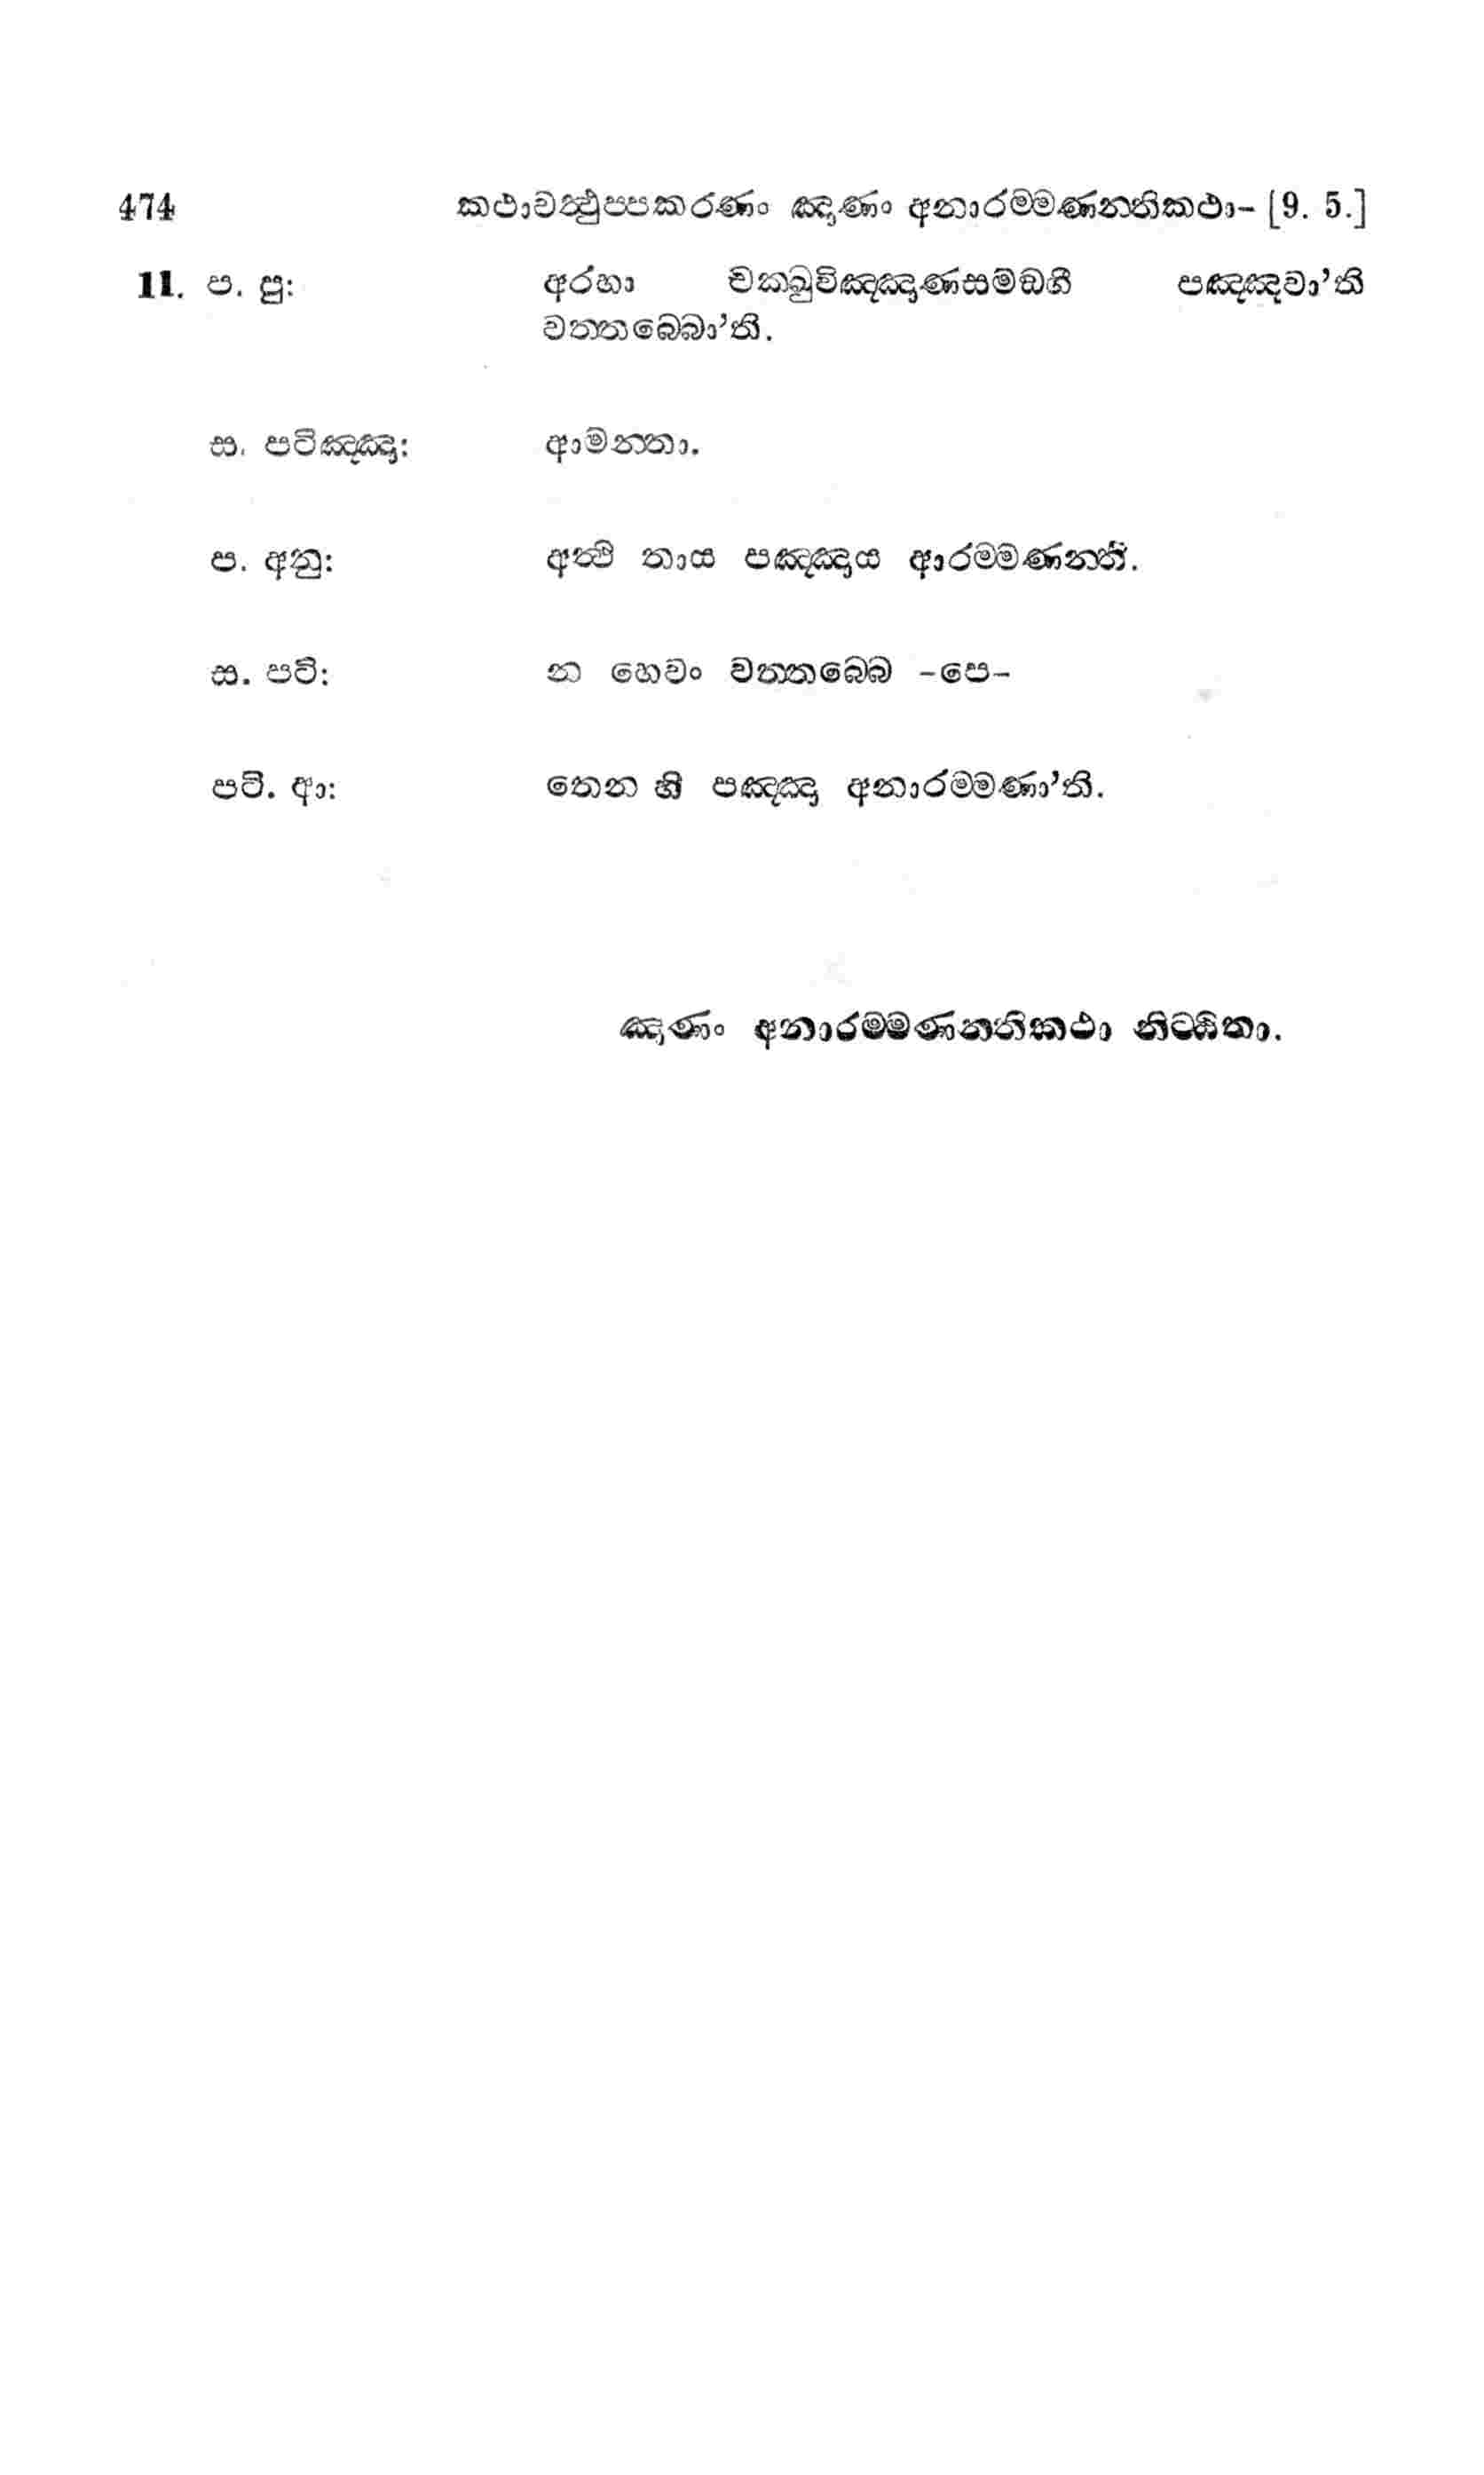 474 කථාවත්‍ථුප්පකරණං ඤාණං අනාරම්මණන්තිකථා- [9. 5.]
11. ප. පු: අරහා චක්‍ඛුවිඤ්ඤාණසමඞ්ගී පඤ්ඤවා'ති
වත්තබ්බො'ති.
ස. පටිඤ්ඤා: ආමන්තා.
ප. අනු: අත්‍ථි තාය පඤ්ඤාය ආරම්මණන්ති.
ස. පටි: න හෙවං වත්තබ්බෙ -පෙ-
පටි. ආ: තෙන හි පඤ්ඤා අනාරම්මණා'ති.
ඤාණං අනාරම්මණන්තිකථා නිට්ඨිතා.